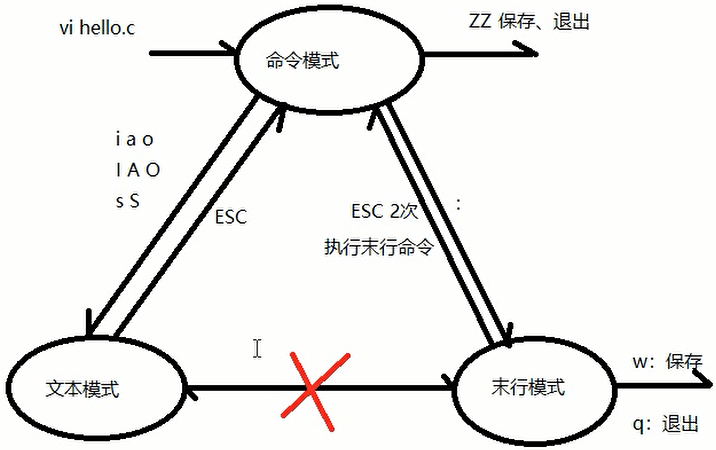 vi hello.c
ZZ 保存、退出
命令模式
i a o
I A O
s S
ESC
ESC 2次
执行末行命令
:
文本模式
末行模式
w: 保存
q: 退出